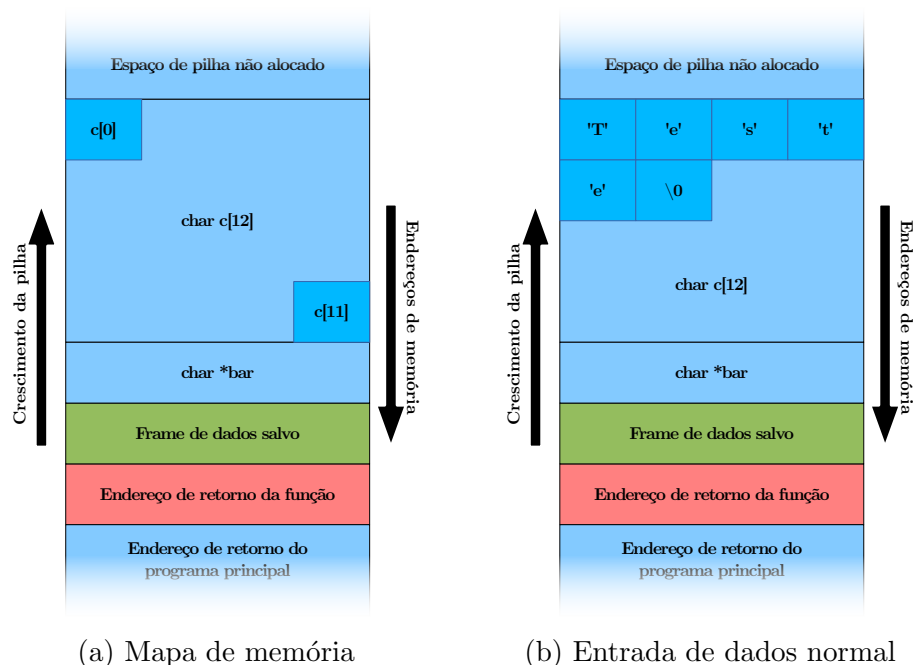 Espaço de pilha não alocado
c[0]
char c[12]
c[11]
char *bar
Frame de dados salvo
Endereço de retorno da função
Endereço de retorno do
programa principal
Crescimento da pilha
Endereços de memória
(a) Mapa de memória
Espaço de pilha não alocado
'T' 'e' 's' 't'
'e' \0
char c[12]
char *bar
Frame de dados salvo
Endereço de retorno da função
Endereço de retorno do
programa principal
Crescimento da pilha
Endereços de memória
(b) Entrada de dados normal